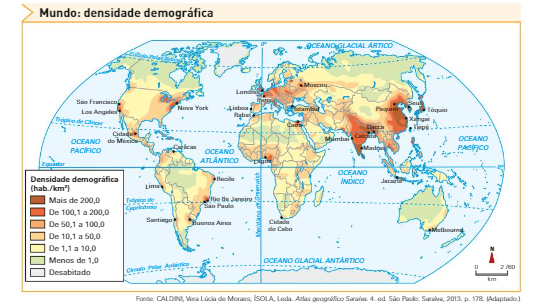 Mundo: densidade demográfica
OCEANO GLACIAL ÁRTICO
Círculo Polar Ártico
Moscou
Londres
Paris
São Francisco
Nova York
Lisboa
Istambul
Pequim
Seul
Los Angeles
Rabat
Tóquio
Xangai
Trópico de Câncer
Cairo
Dacca
Taipé
Cidade do México
OCEANO PACÍFICO
Calcutá
Mumbai
Madras
OCEANO PACÍFICO
Caracas
OCEANO ATLÂNTICO
Lagos
Equador
OCEANO ÍNDICO
Jacarta
Lima
Recife
Rio de Janeiro
São Paulo
Trópico de Capricórnio
Meridiano de Greenwich
Santiago
Buenos Aires
Cidade do Cabo
Melbourne
Densidade demográfica
(hab./km²)
Mais de 200,0
De 100,1 a 200,0
De 50,1 a 100,0
De 10,1 a 50,0
De 1,1 a 10,0
Menos de 1,0
Desabitado
Círculo Polar Antártico
OCEANO GLACIAL ANTÁRTICO
N
0 2 760
km
Fonte: CALDINI, Vera Lúcia de Moraes; ÍSOLA, Leda. Atlas geográfico Saraiva. 4. ed. São Paulo: Saraiva, 2013. p. 178. (Adaptado.)